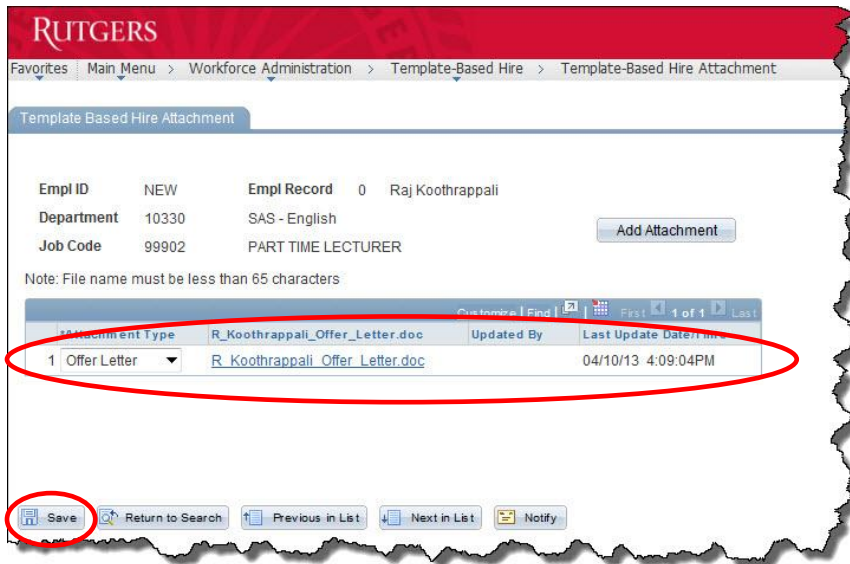 RUTGERS
Favorites Main Menu > Workforce Administration > Template-Based Hire > Template-Based Hire Attachment
Template Based Hire Attachment
Empl ID NEW Empl Record 0 Raj Koothrappali
Department 10330 SAS - English
Add Attachment
Job Code 99902 PART TIME LECTURER
Note: File name must be less than 65 characters
Customize | Find | First 1 of 1 Last
*Attachment Type R_Koothrappali_Offer_Letter.doc Updated By Last Update Date/Time
1 Offer Letter R_Koothrappali_Offer_Letter.doc 04/10/13 4:09:04PM
Save Return to Search Previous in List Next in List Notify